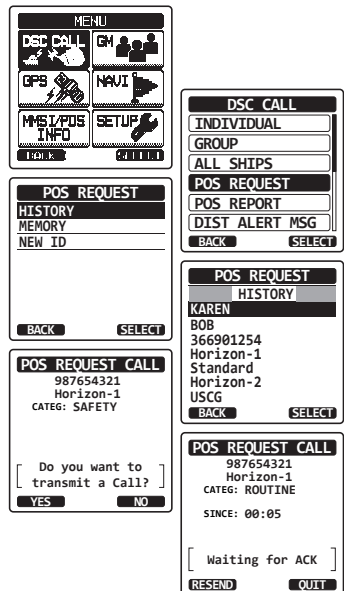 MENU
DSC CALL
GM
GPS
NAVI
MMSI/POS INFO
SETUP
BACK
SELECT
DSC CALL
INDIVIDUAL
GROUP
ALL SHIPS
POS REQUEST
POS REPORT
DIST ALERT MSG
BACK SELECT
POS REQUEST
HISTORY
MEMORY
NEW ID
BACK SELECT
POS REQUEST
HISTORY
KAREN
BOB
366901254
Horizon-1
Standard
Horizon-2
USCG
BACK SELECT
POS REQUEST CALL
987654321
Horizon-1
CATEG: SAFETY
[ Do you want to
transmit a Call? ]
YES NO
POS REQUEST CALL
987654321
Horizon-1
CATEG: ROUTINE
SINCE: 00:05
[ Waiting for ACK ]
RESEND QUIT